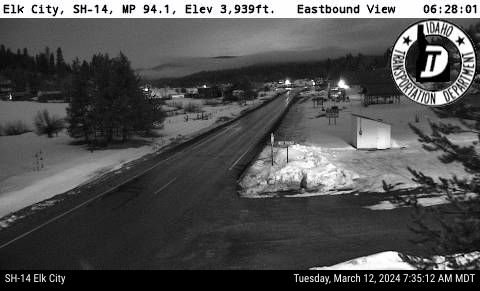 Elk City, SH-14, MP 94.1, Elev 3,939ft. Eastbound View 06:28:01
IDAHO
TRANSPORTATION DEPARTMENT
SH-14 Elk City Tuesday, March 12, 2024 7:35:12 AM MDT